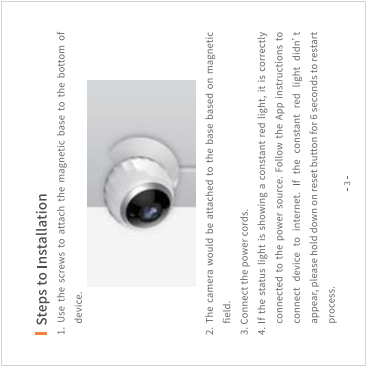 Steps to Installation
1. Use the screws to attach the magnetic base to the bottom of
device.
2. The camera would be attached to the base based on magnetic
field.
3. Connect the power cords.
4. If the status light is showing a constant red light, it is correctly
connected to the power source. Follow the App instructions to
connect device to internet. If the constant red light didn't
appear, please hold down on reset button for 6 seconds to restart
process.
- 3 -